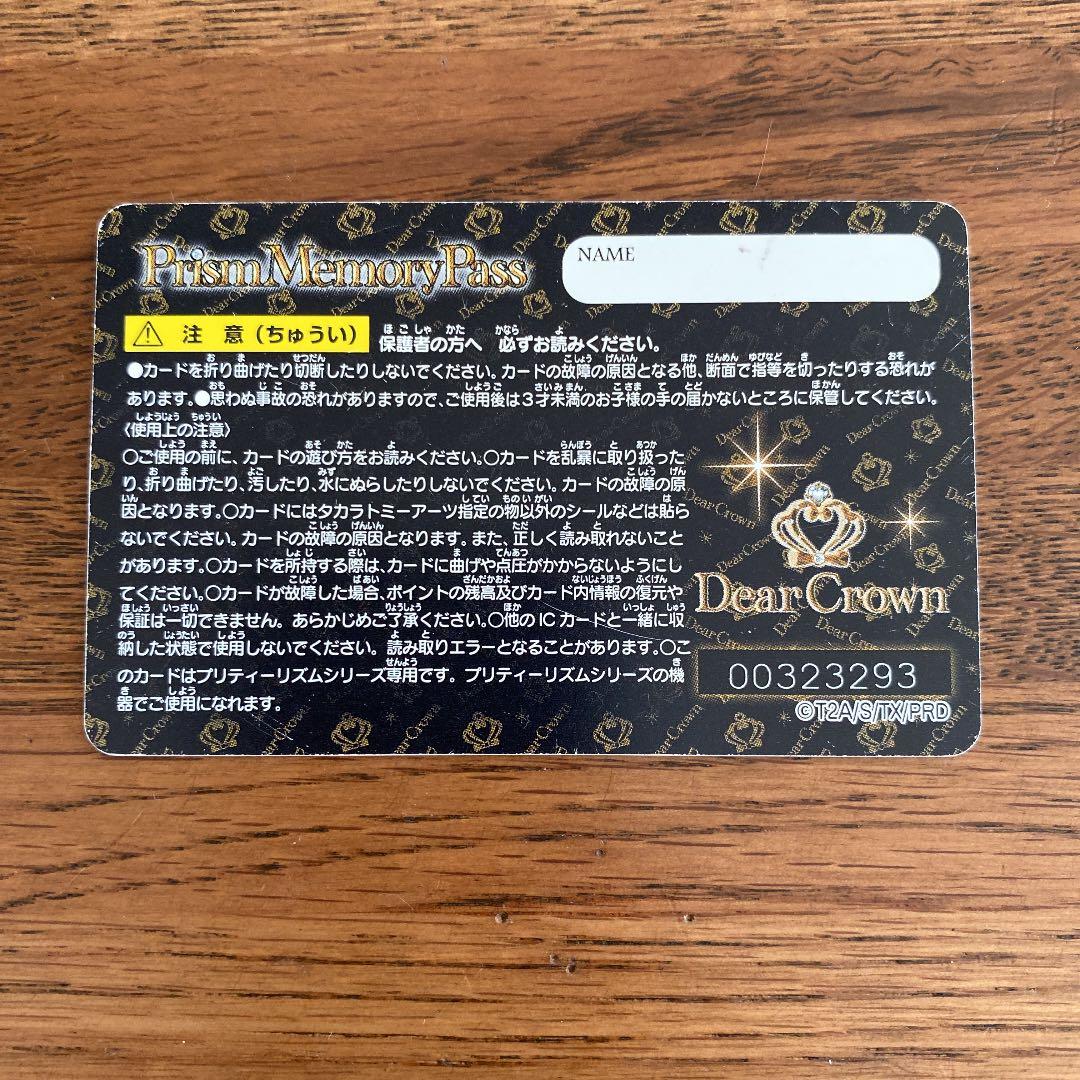 PrismMemoryPass
NAME
注 意 (ちゅうい) 保護者の方へ 必ずお読みください。
●カードを折り曲げたり切断したりしないでください。カードの故障の原因となる他、断面で指等を切ったりする恐れが
あります。●思わぬ事故の恐れがありますので、ご使用後は3才未満のお子様の手の届かないところに保管してください。
〈使用上の注意〉
○ご使用の前に、カードの遊び方をお読みください。○カードを乱暴に取り扱った
り、折り曲げたり、汚したり、水にぬらしたりしないでください。カードの故障の原
因となります。○カードにはタカラトミーアーツ指定の物以外のシールなどは貼ら
ないでください。カードの故障の原因となります。また、正しく読み取れないこと
があります。○カードを所持する際は、カードに曲げや点圧がかからないようにし
てください。○カードが故障した場合、ポイントの残高及びカード内情報の復元や
保証は一切できません。あらかじめご了承ください。○他のICカードと一緒に収
納した状態で使用しないでください。読み取りエラーとなることがあります。○こ
のカードはプリティーリズムシリーズ専用です。プリティーリズムシリーズの機
器でご使用になれます。
Dear Crown
00323293
©T2A/S/TX/PRD